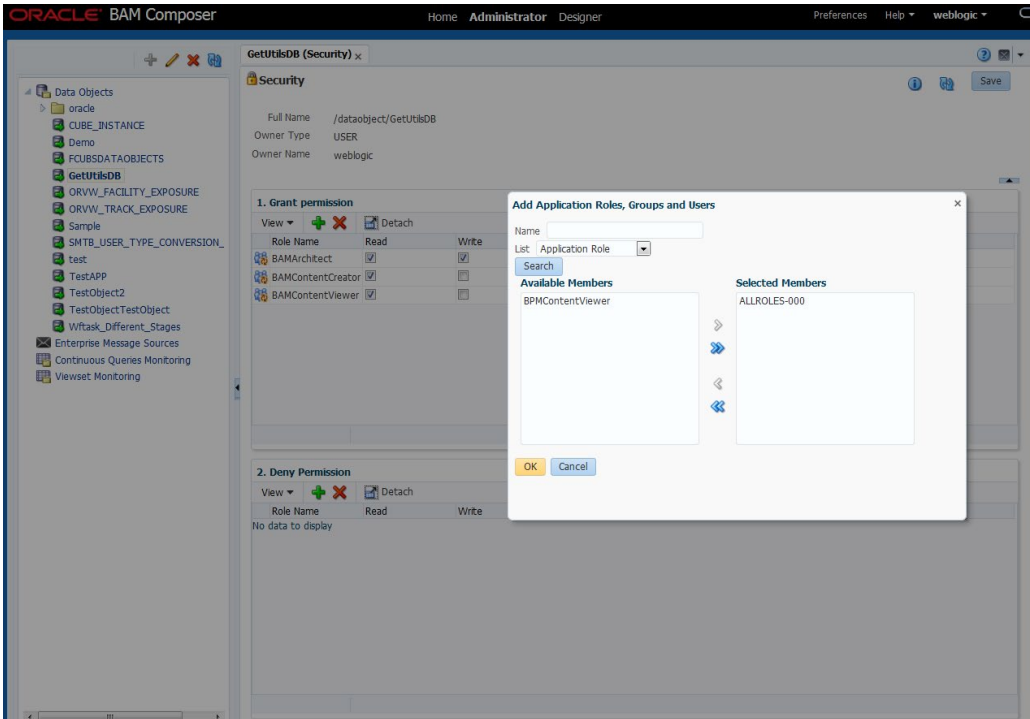 ORACLE BAM Composer
Home Administrator Designer
Preferences Help weblogic
GetUtilsDB (Security) x
Security
Save
Full Name /dataobject/GetUtilsDB
Owner Type USER
Owner Name weblogic
Data Objects
oracle
CUBE_INSTANCE
Demo
FCUBSDATAOBJECTS
GetUtilsDB
ORVW_FACILITY_EXPOSURE
ORVW_TRACK_EXPOSURE
Sample
SMTB_USER_TYPE_CONVERSION_
test
TestAPP
TestObject2
TestObjectTestObject
Wftask_Different_Stages
Enterprise Message Sources
Continuous Queries Monitoring
Viewset Monitoring
1. Grant permission
View Detach
Role Name Read Write
BAMArchitect
BAMContentCreator
BAMContentViewer
2. Deny Permission
View Detach
Role Name Read Write
No data to display
Add Application Roles, Groups and Users
Name
List Application Role
Search
Available Members Selected Members
BPMContentViewer ALLROLES-000
OK Cancel